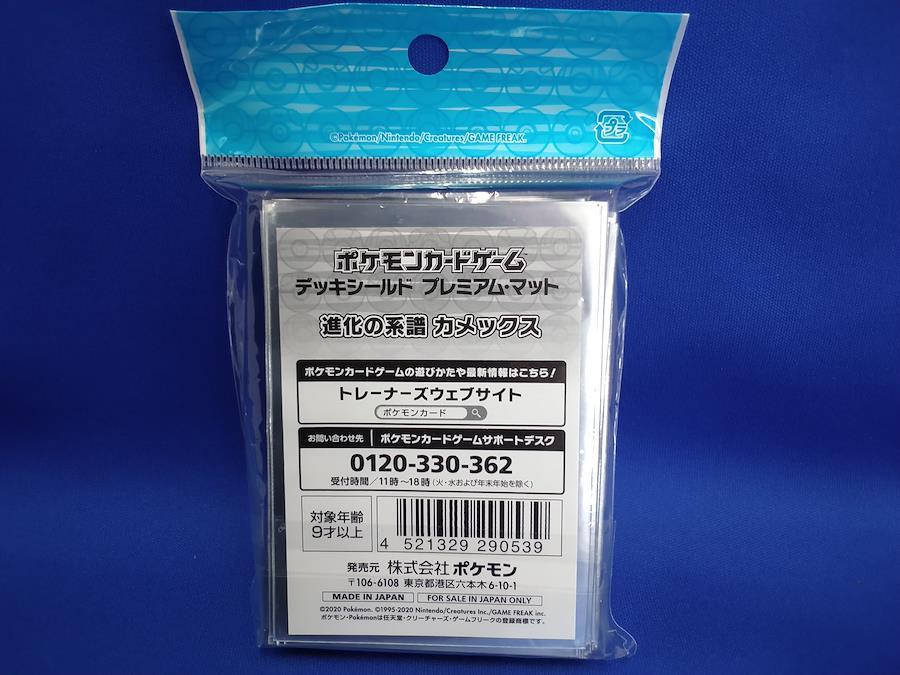 ©Pokémon/Nintendo/Creatures/GAME FREAK.
プラ
ポケモンカードゲーム
デッキシールド プレミアム・マット
進化の系譜 カメックス
ポケモンカードゲームの遊びかたや最新情報はこちら！
トレーナーズウェブサイト
ポケモンカード
お問い合わせ先 ポケモンカードゲームサポートデスク
0120-330-362
受付時間／11時～18時（火・水および年末年始を除く）
対象年齢
9才以上
4 521329 290539
発売元 株式会社 ポケモン
〒106-6108 東京都港区六本木6-10-1
MADE IN JAPAN FOR SALE IN JAPAN ONLY
©2020 Pokémon. ©1995-2020 Nintendo/Creatures Inc./GAME FREAK inc.
ポケモン・Pokémonは任天堂・クリーチャーズ・ゲームフリークの登録商標です。